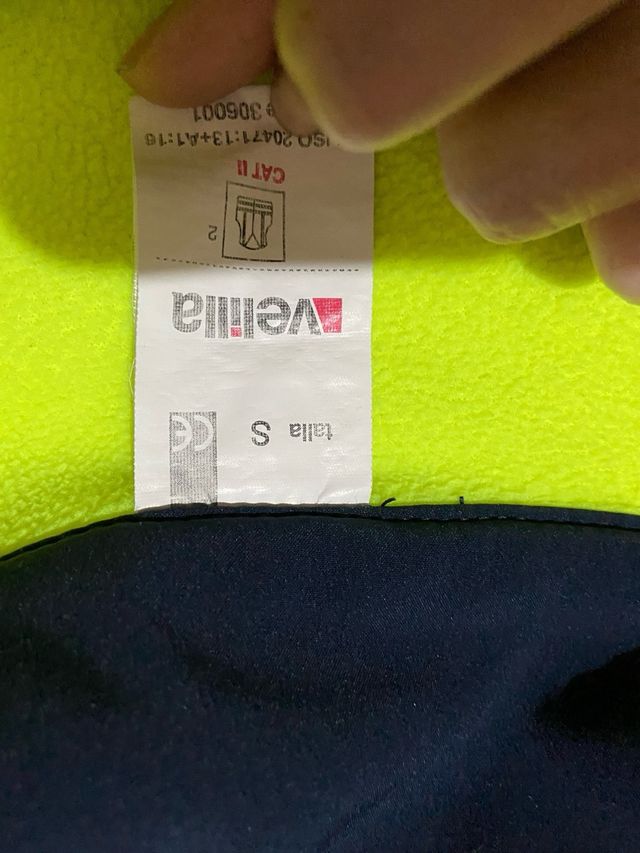 talla S CE
velilla
2
CAT II
ISO 20471:13+A1:16
306001